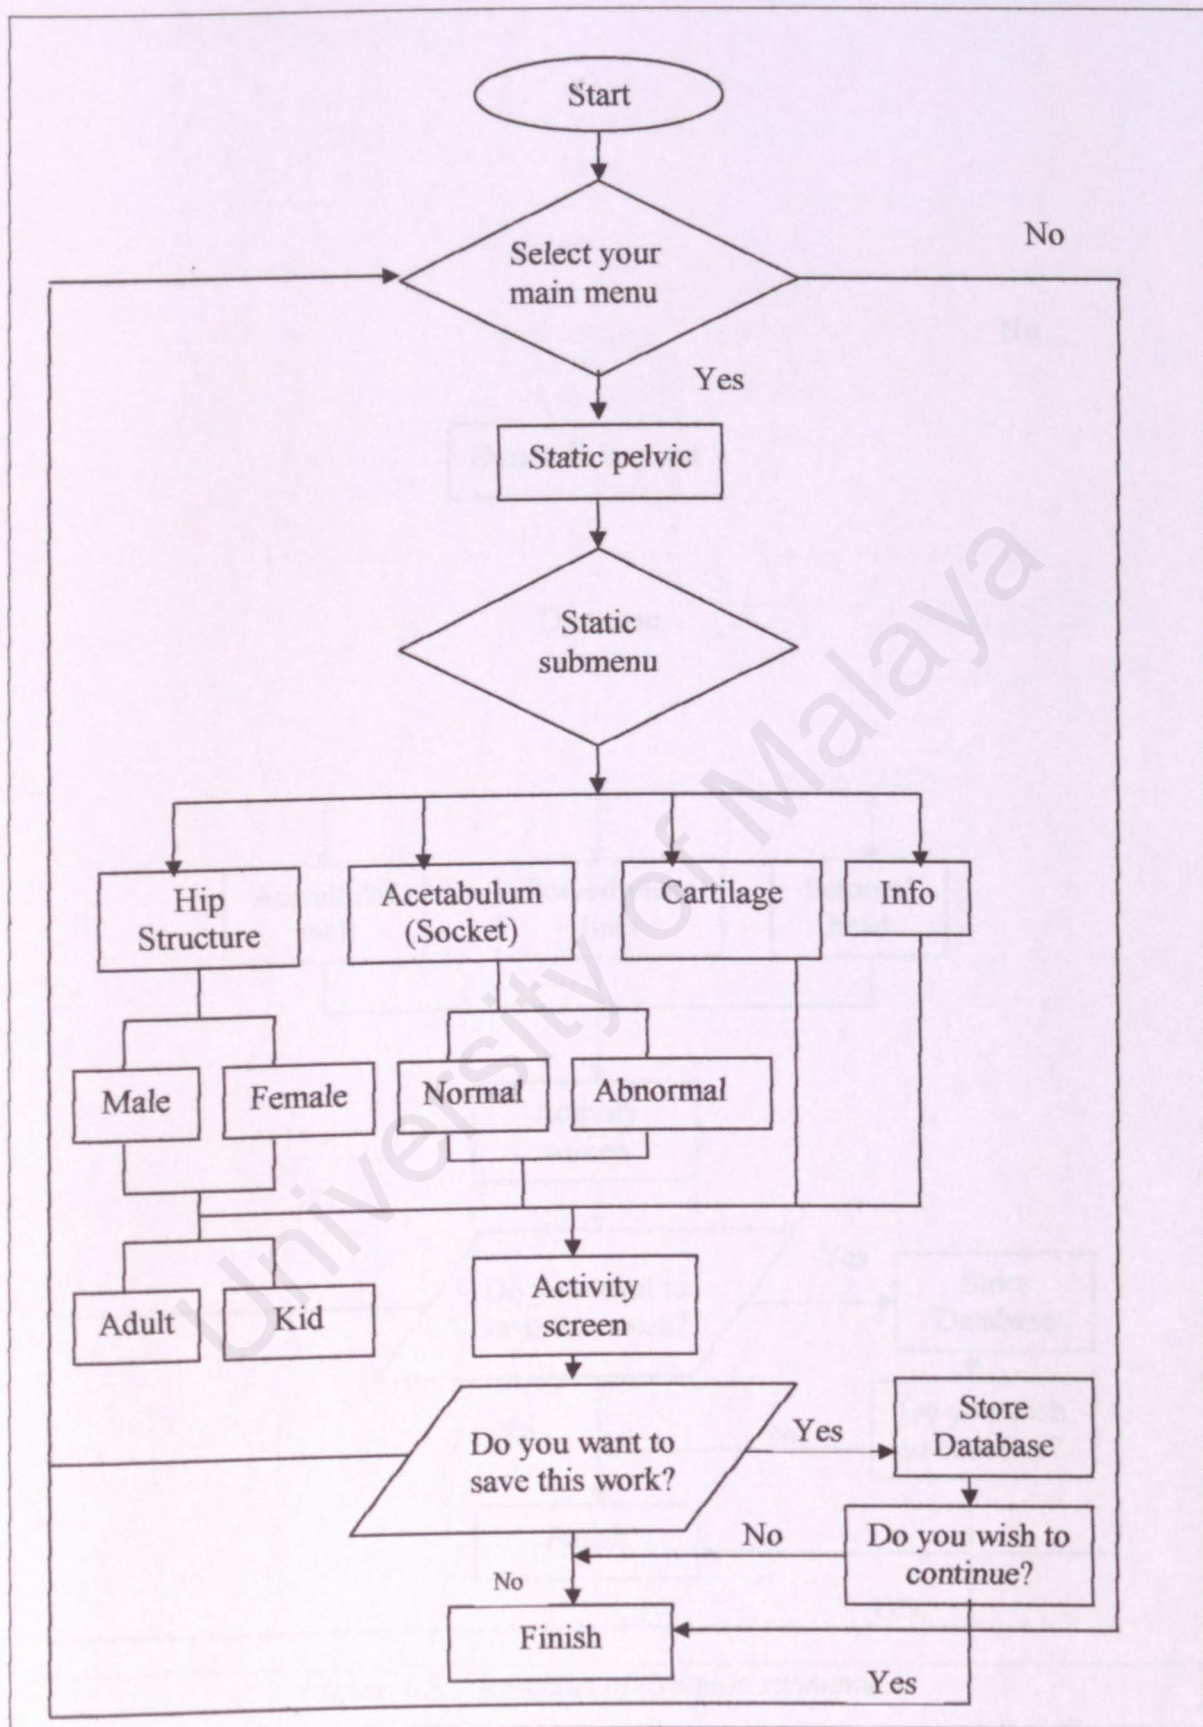 Start
Select your
main menu
No
Yes
Static pelvic
Static
submenu
Hip
Structure
Acetabulum
(Socket)
Cartilage
Info
Male
Female
Normal
Abnormal
Adult
Kid
Activity
screen
Do you want to
save this work?
Yes
Store
Database
No
Do you wish to
continue?
No
Finish
Yes
University of Malaya